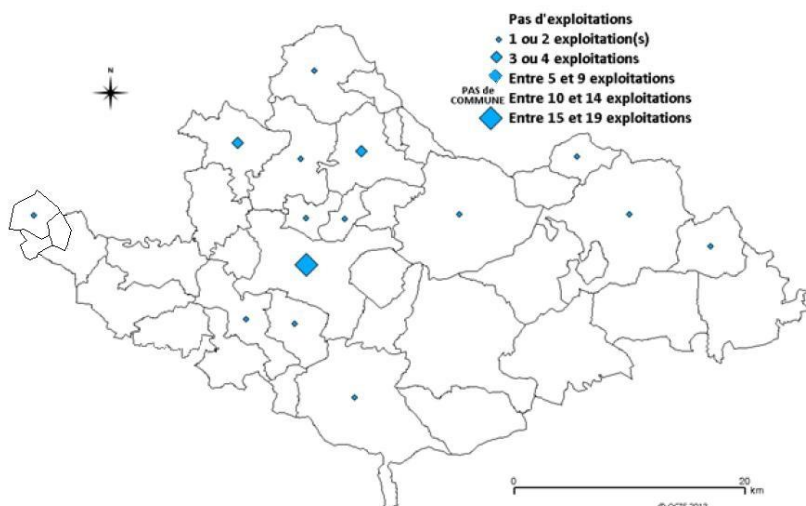 Pas d'exploitations
1 ou 2 exploitation(s)
3 ou 4 exploitations
Entre 5 et 9 exploitations
PAS de
COMMUNE Entre 10 et 14 exploitations
Entre 15 et 19 exploitations
N
0 20
km